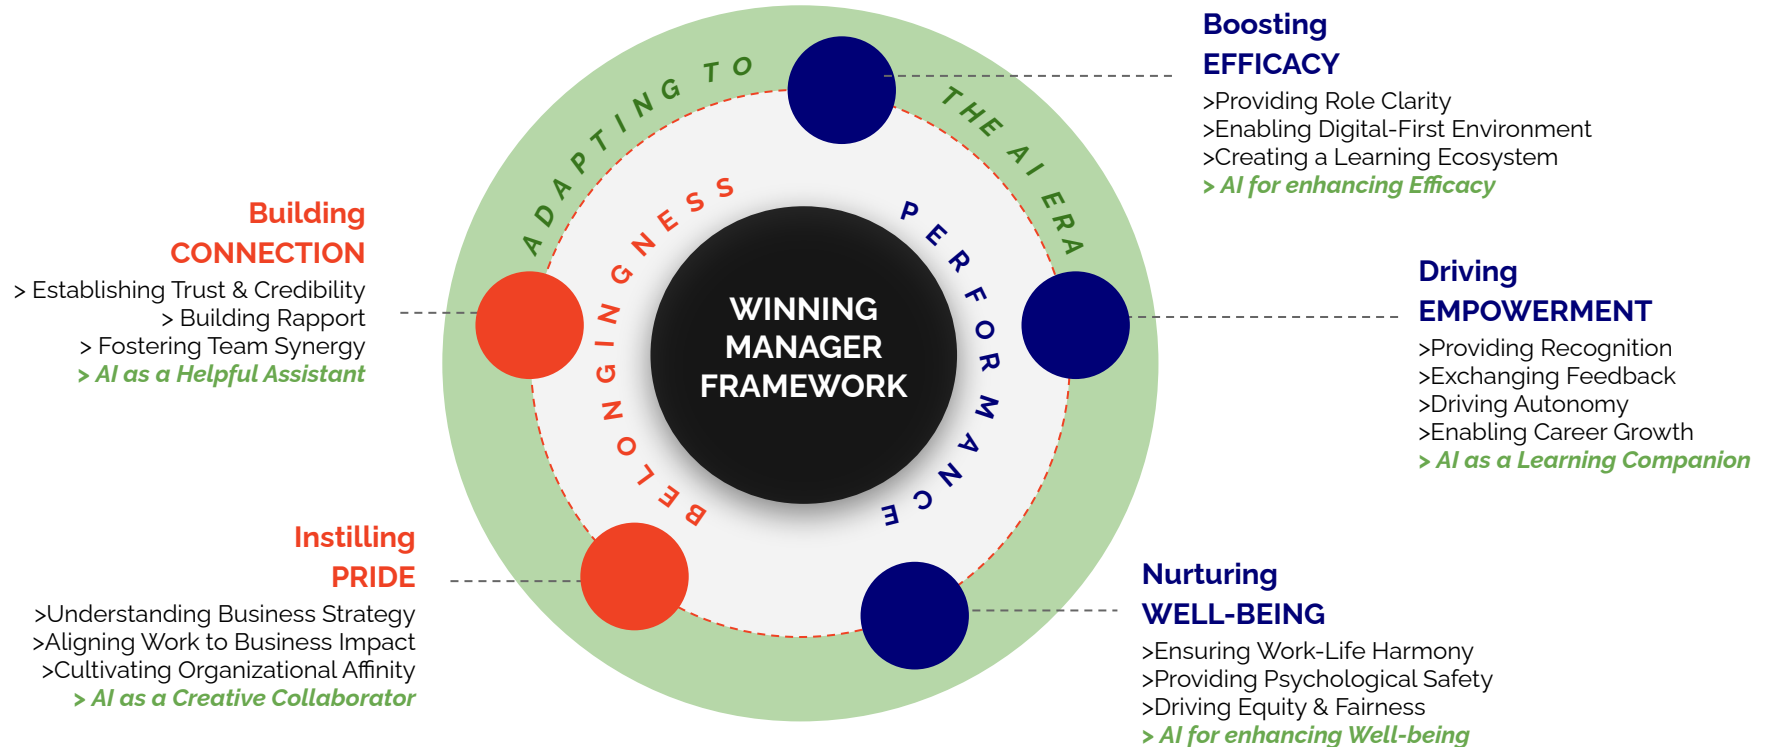 ADAPTING TO THE AI ERA
BELONGINGNESS
PERFORMANCE
WINNING
MANAGER
FRAMEWORK
Building
CONNECTION
> Establishing Trust & Credibility
> Building Rapport
> Fostering Team Synergy
> AI as a Helpful Assistant
Instilling
PRIDE
>Understanding Business Strategy
>Aligning Work to Business Impact
>Cultivating Organizational Affinity
> AI as a Creative Collaborator
Boosting
EFFICACY
>Providing Role Clarity
>Enabling Digital-First Environment
>Creating a Learning Ecosystem
> AI for enhancing Efficacy
Driving
EMPOWERMENT
>Providing Recognition
>Exchanging Feedback
>Driving Autonomy
>Enabling Career Growth
> AI as a Learning Companion
Nurturing
WELL-BEING
>Ensuring Work-Life Harmony
>Providing Psychological Safety
>Driving Equity & Fairness
> AI for enhancing Well-being